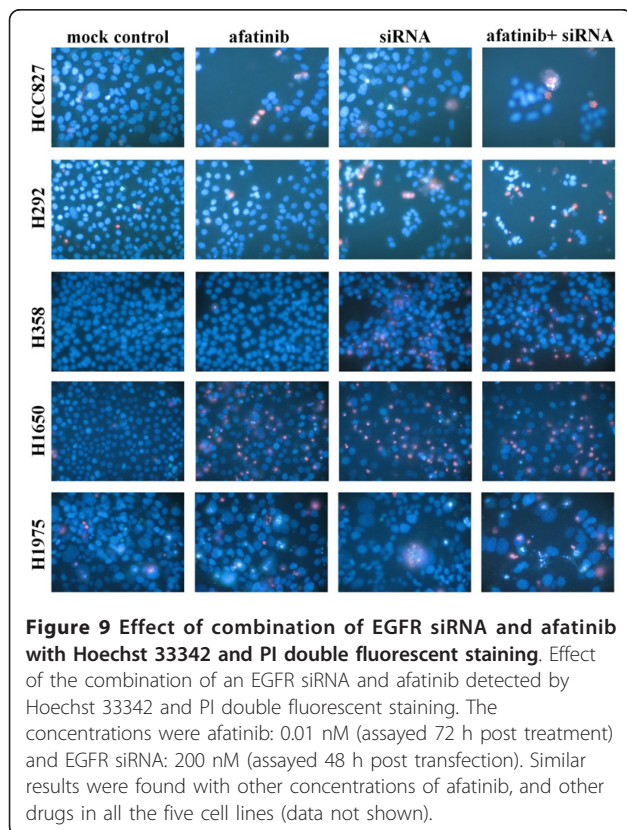 mock control afatinib siRNA afatinib+ siRNA
HCC827
H292
H358
H1650
H1975
Figure 9 Effect of combination of EGFR siRNA and afatinib
with Hoechst 33342 and PI double fluorescent staining. Effect
of the combination of an EGFR siRNA and afatinib detected by
Hoechst 33342 and PI double fluorescent staining. The
concentrations were afatinib: 0.01 nM (assayed 72 h post treatment)
and EGFR siRNA: 200 nM (assayed 48 h post transfection). Similar
results were found with other concentrations of afatinib, and other
drugs in all the five cell lines (data not shown).